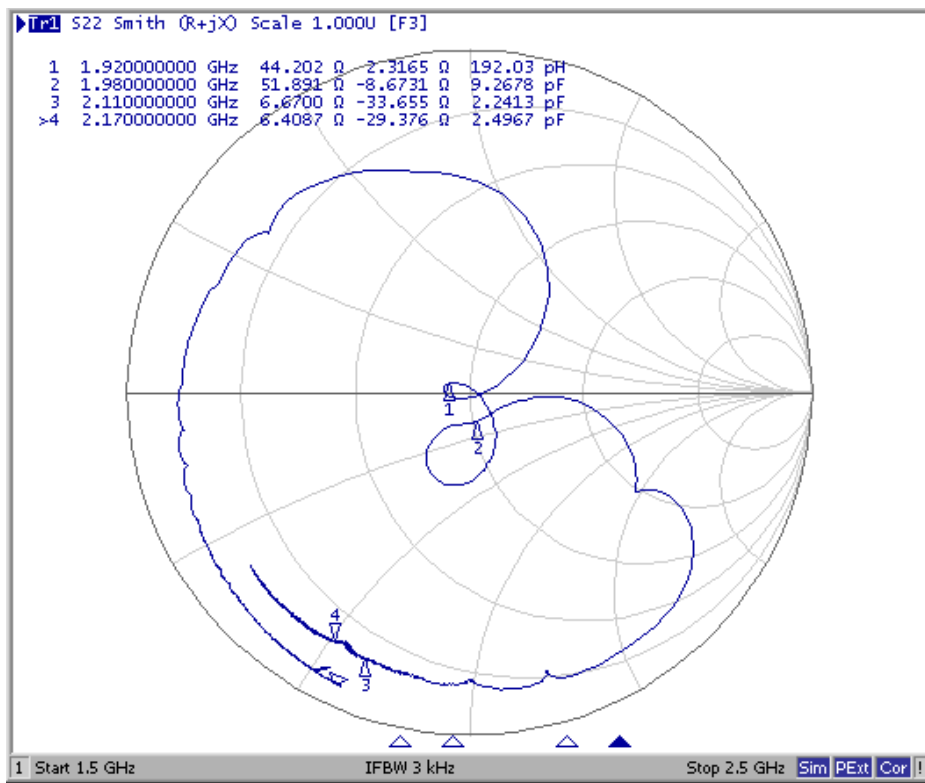 Tr1 S22 Smith (R+jX) Scale 1.000U [F3]
1 1.920000000 GHz 44.202 Ω 2.3165 Ω 192.03 pH
2 1.980000000 GHz 51.891 Ω -8.6731 Ω 9.2678 pF
3 2.110000000 GHz 6.6700 Ω -33.655 Ω 2.2413 pF
>4 2.170000000 GHz 6.4087 Ω -29.376 Ω 2.4967 pF
1
2
4
3
1 Start 1.5 GHz IFBW 3 kHz Stop 2.5 GHz Sim PExt Cor !